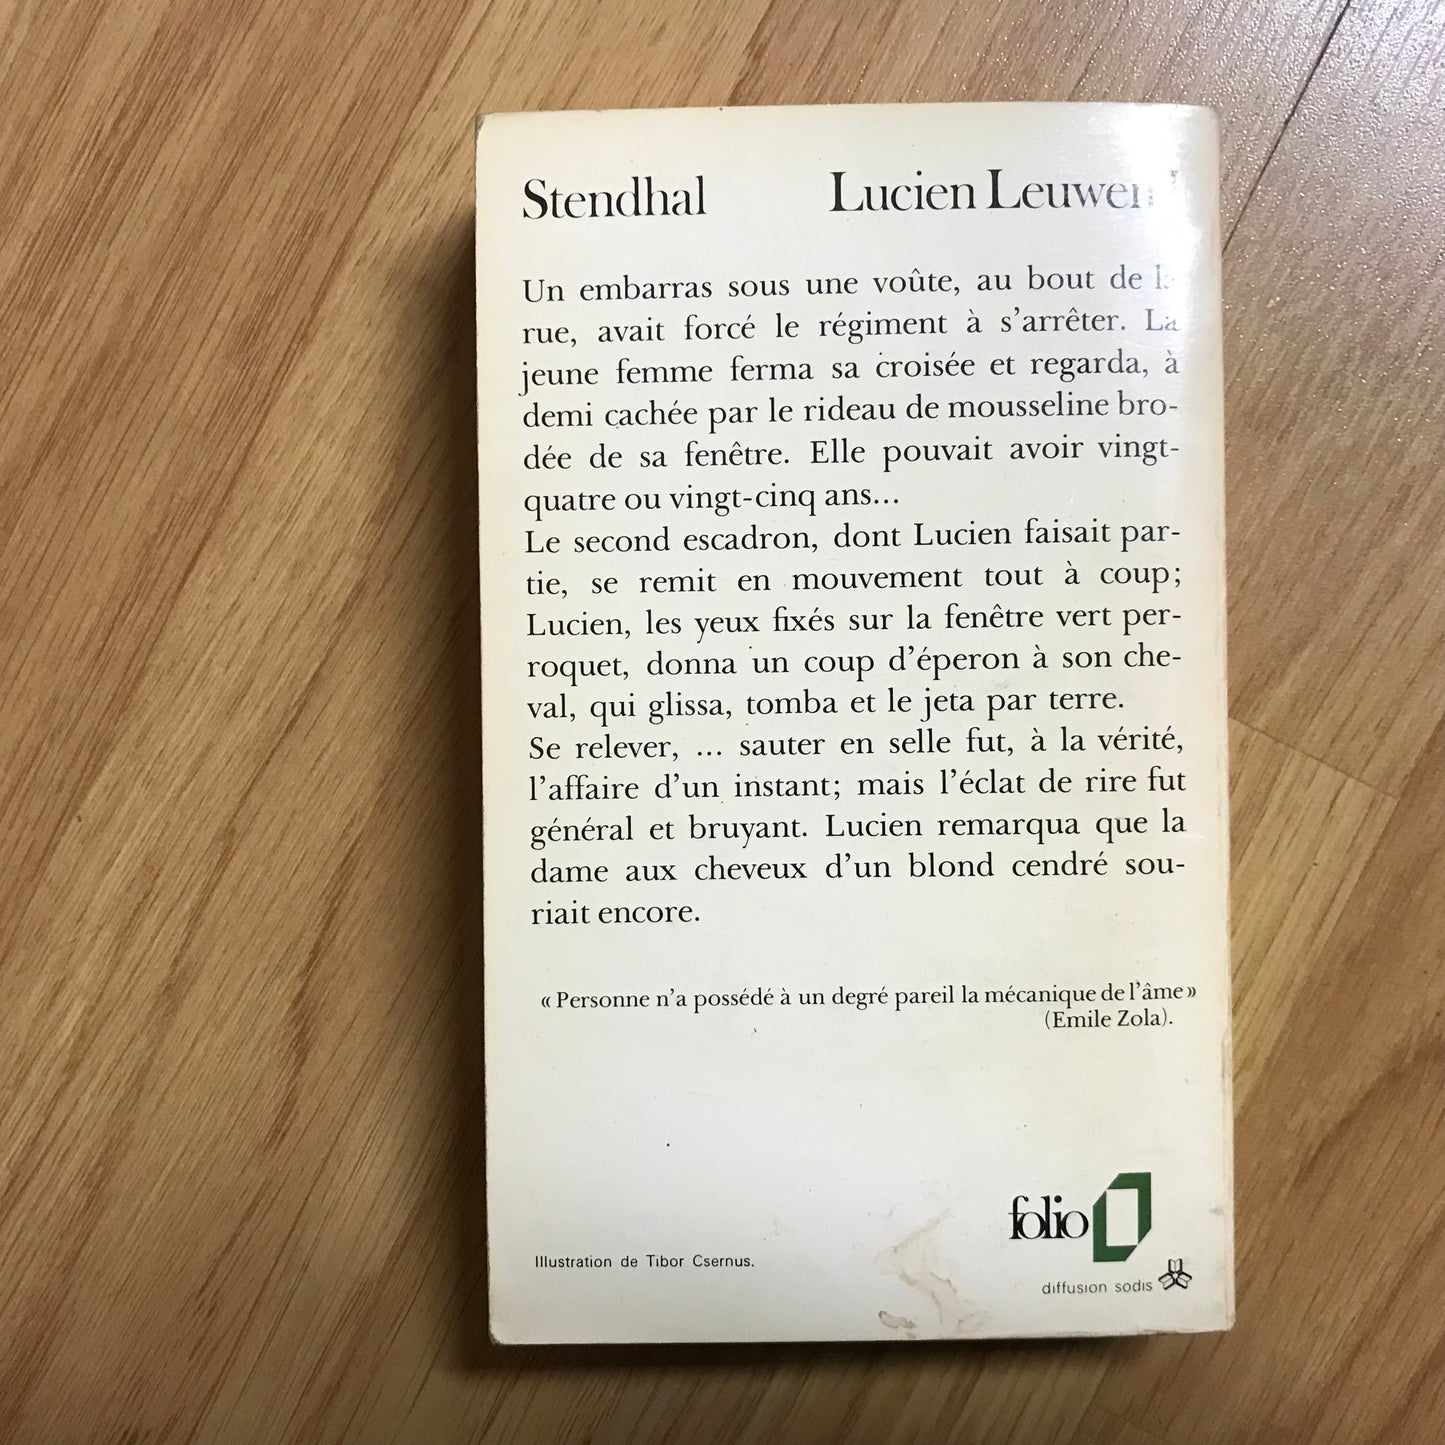 Stendhal Lucien Leuwen I
Un embarras sous une voûte, au bout de
rue, avait forcé le régiment à s'arrêter. La
jeune femme ferma sa croisée et regarda, à
demi cachée par le rideau de mousseline bro-
dée de sa fenêtre. Elle pouvait avoir vingt-
quatre ou vingt-cinq ans...
Le second escadron, dont Lucien faisait par-
tie, se remit en mouvement tout à coup;
Lucien, les yeux fixés sur la fenêtre vert per-
roquet, donna un coup d'éperon à son che-
val, qui glissa, tomba et le jeta par terre.
Se relever, ... sauter en selle fut, à la vérité,
l'affaire d'un instant; mais l'éclat de rire fut
général et bruyant. Lucien remarqua que la
dame aux cheveux d'un blond cendré sou-
riait encore.
« Personne n'a possédé à un degré pareil la mécanique de l'âme »
(Emile Zola).
folio
Illustration de Tibor Csernus.
diffusion sodis